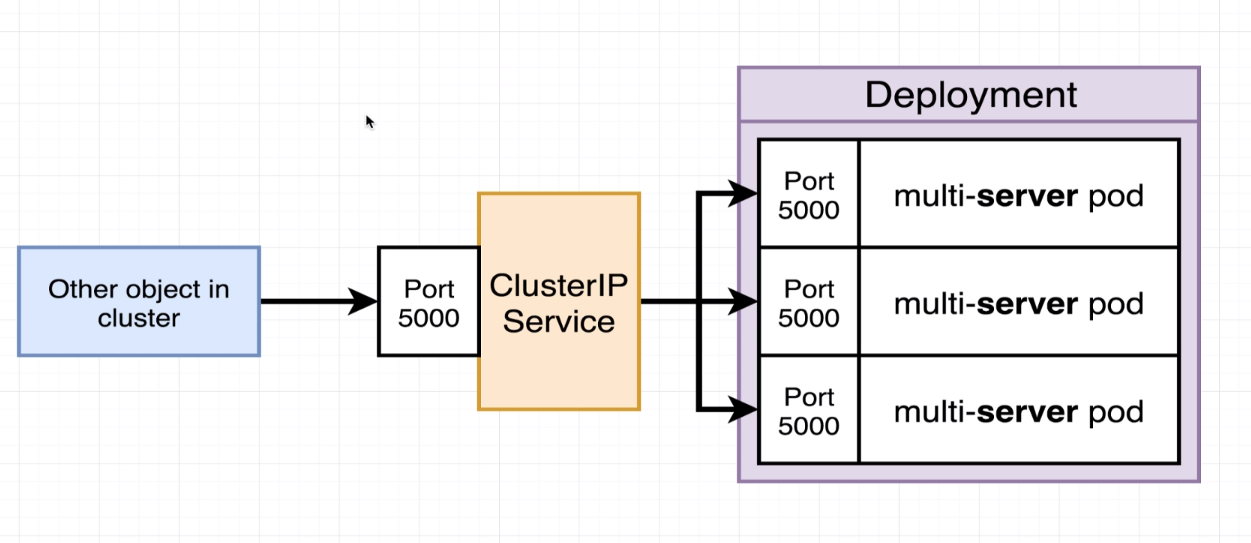 Deployment
Port
5000
multi-server pod
Other object in
cluster
Port
5000
ClusterIP
Service
Port
5000
multi-server pod
Port
5000
multi-server pod